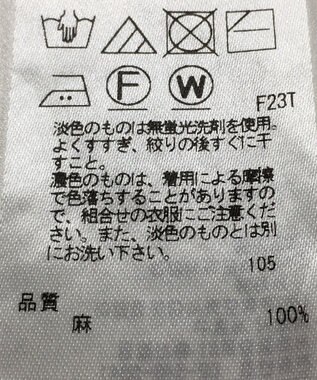 F
W
F23T
淡色のものは無蛍光洗剤を使用。
よくすすぎ、絞りの後すぐに干
すこと。
濃色のものは、着用による摩擦
で色落ちすることがありますの
で、組合せの衣服にご注意くだ
さい。また、淡色のものとは別
にお洗い下さい。
105
品質
麻 100%